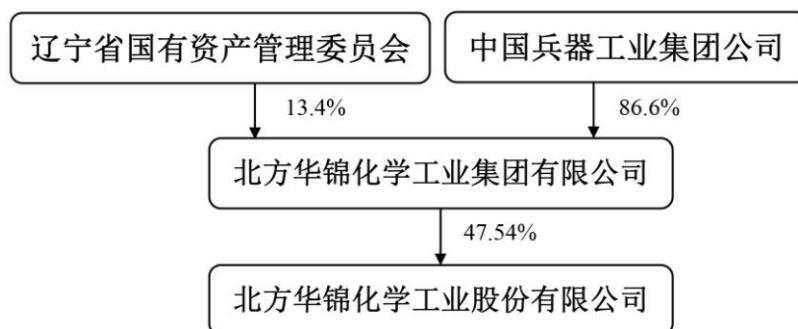 辽宁省国有资产管理委员会
中国兵器工业集团公司
13.4%
86.6%
北方华锦化学工业集团有限公司
47.54%
北方华锦化学工业股份有限公司